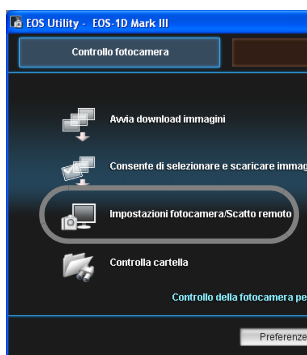 EOS Utility - EOS-1D Mark III
Controllo fotocamera
Avvia download immagini
Consente di selezionare e scaricare immag
Impostazioni fotocamera/Scatto remoto
Controlla cartella
Controllo della fotocamera pe
Preferenze